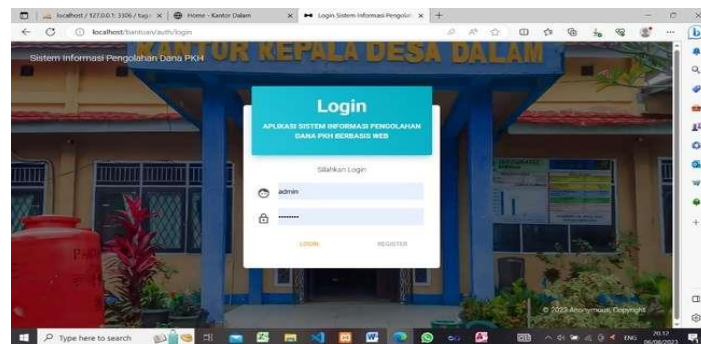 localhost / 127.0.0.1: 3306 / tug
Home - Kantor Dalam
Login Sistem Informasi Pengolah
localhost/bantuan/auth/login
Sistem Informasi Pengolahan Dana PKH
KANTOR KEPALA DESA DALAM
Login
APLIKASI SISTEM INFORMASI PENGOLAHAN
DANA PKH BERBASIS WEB
Silahkan Login
admin
LOGIN
REGISTER
© 2023 Anonymous, Copyright
Type here to search
ENG
20.12
06/08/2023